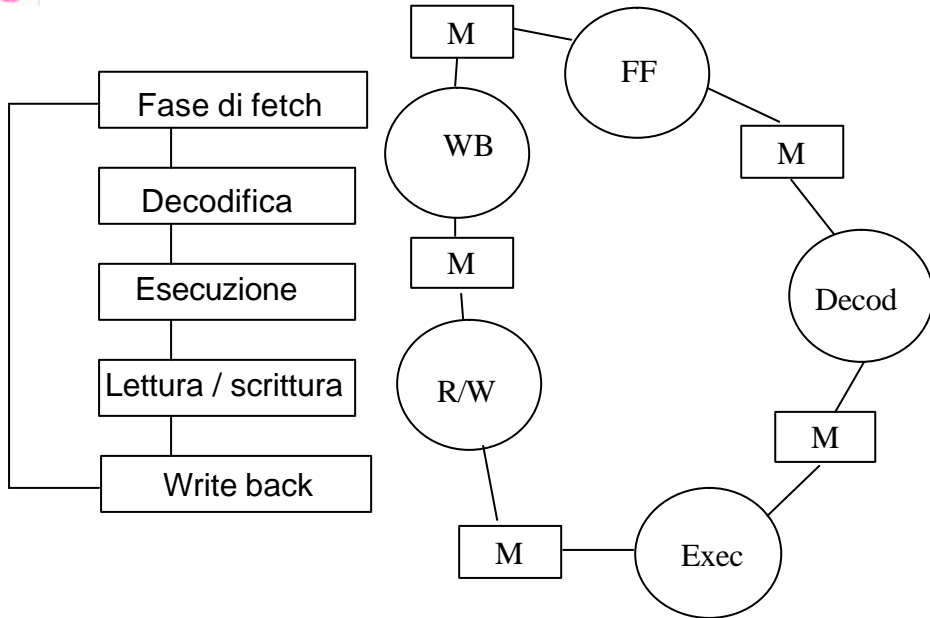 Fase di fetch
Decodifica
Esecuzione
Lettura / scrittura
Write back
M
FF
M
WB
M
Decod
R/W
M
M
Exec